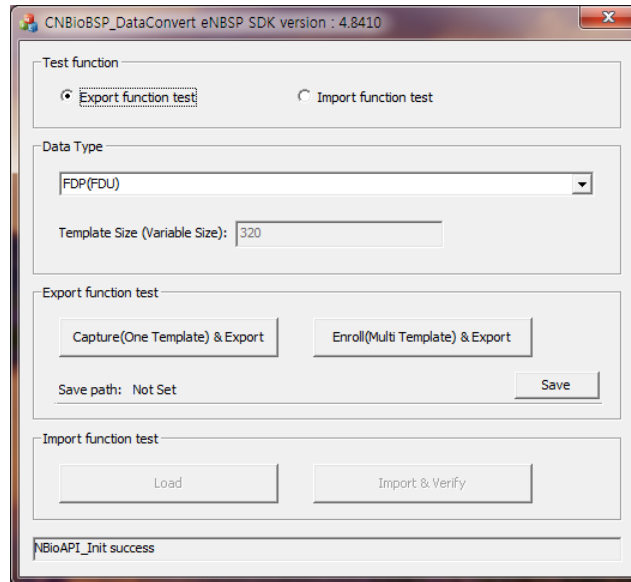 CNBioBSP_DataConvert eNBSP SDK version : 4.8410
Test function
Export function test
Import function test
Data Type
FDP(FDU)
Template Size (Variable Size): 320
Export function test
Capture(One Template) & Export
Enroll(Multi Template) & Export
Save path: Not Set
Save
Import function test
Load
Import & Verify
NBioAPI_Init success